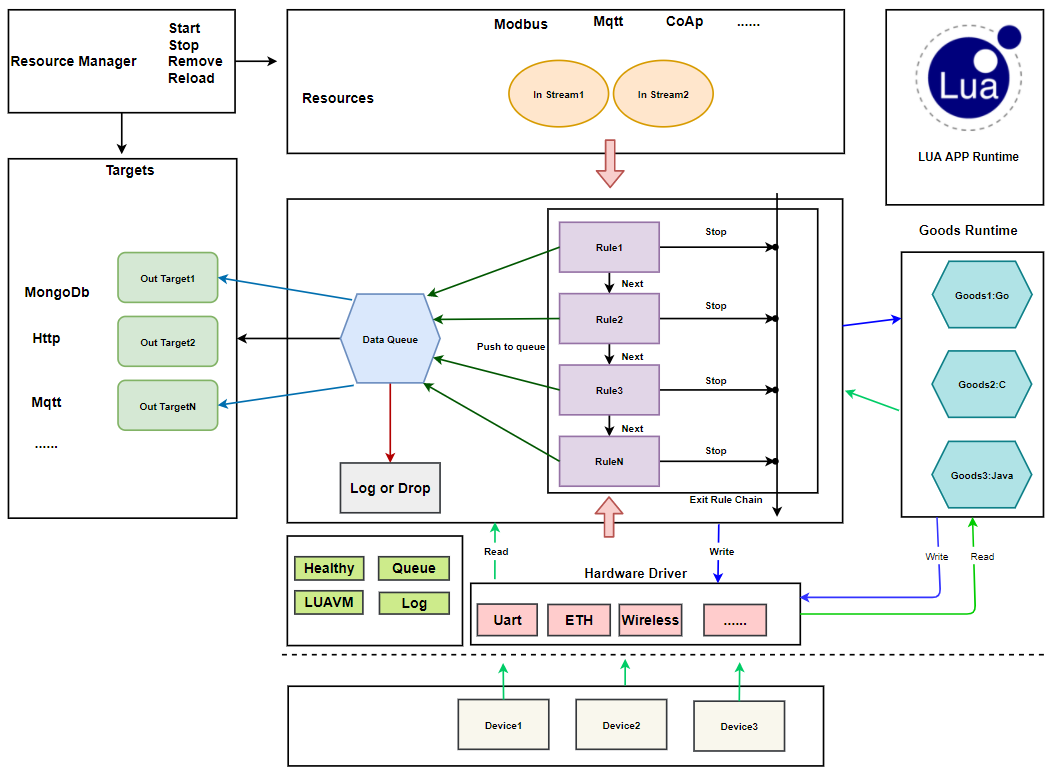 Resource Manager
Start
Stop
Remove
Reload
Modbus
Mqtt
CoAp
......
Resources
In Stream1
In Stream2
Lua
LUA APP Runtime
Targets
MongoDb
Http
Mqtt
......
Out Target1
Out Target2
Out TargetN
Data Queue
Log or Drop
Push to queue
Rule1
Next
Rule2
Next
Rule3
Next
RuleN
Stop
Stop
Stop
Stop
Exit Rule Chain
Goods Runtime
Goods1:Go
Goods2:C
Goods3:Java
Write
Read
Healthy
Queue
LUAVM
Log
Read
Write
Hardware Driver
Uart
ETH
Wireless
......
Device1
Device2
Device3